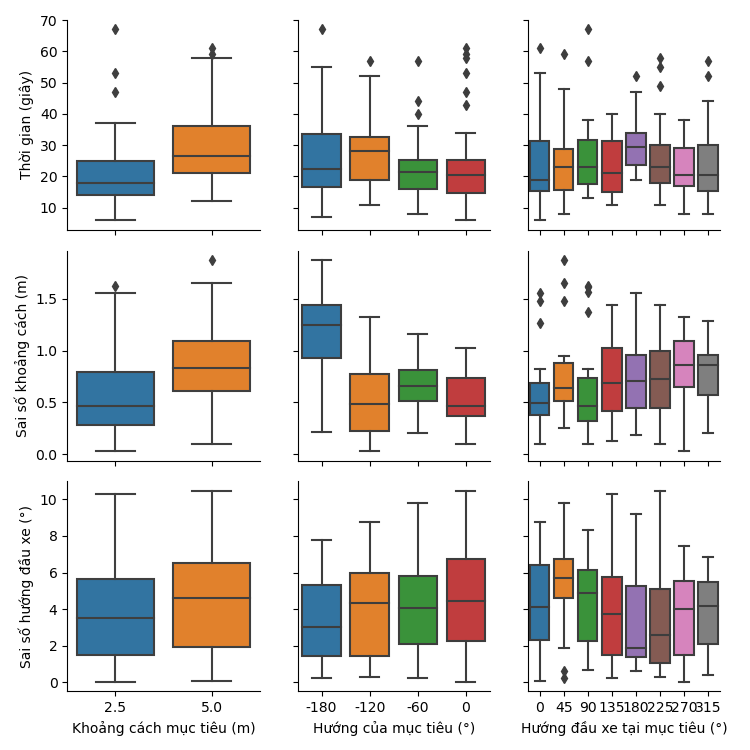 70
60
50
40
30
20
10
Thời gian (giây)
1.5
1.0
0.5
0.0
Sai số khoảng cách (m)
10
8
6
4
2
0
Sai số hướng đầu xe (°)
2.5 5.0
Khoảng cách mục tiêu (m)
-180 -120 -60 0
Hướng của mục tiêu (°)
0 45 90 135 180 225 270 315
Hướng đầu xe tại mục tiêu (°)